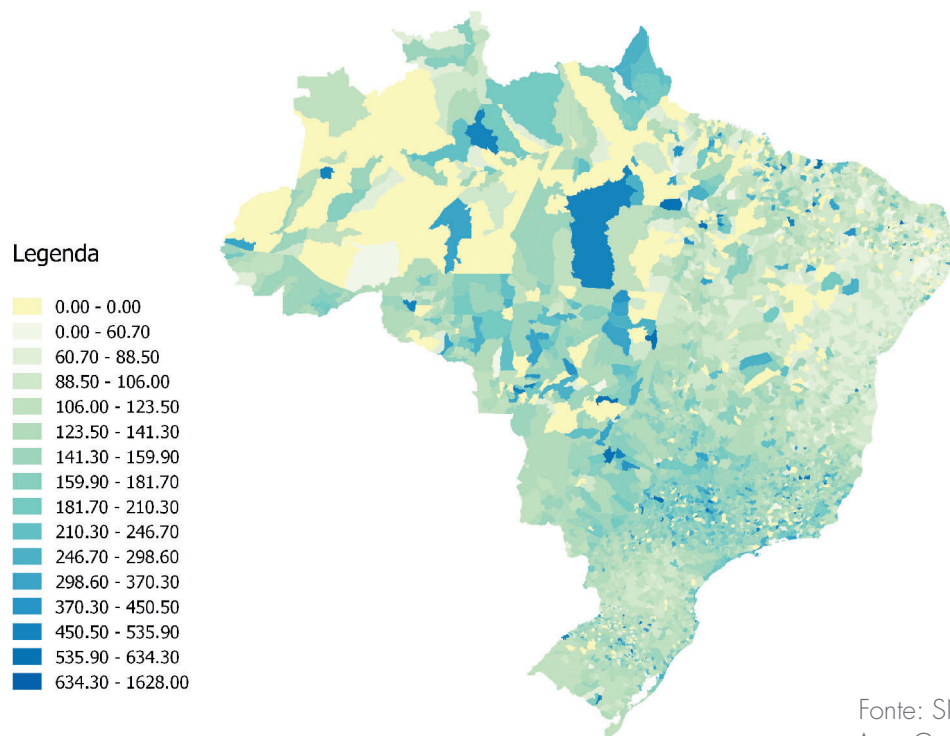 Legenda
0.00 - 0.00
0.00 - 60.70
60.70 - 88.50
88.50 - 106.00
106.00 - 123.50
123.50 - 141.30
141.30 - 159.90
159.90 - 181.70
181.70 - 210.30
210.30 - 246.70
246.70 - 298.60
298.60 - 370.30
370.30 - 450.50
450.50 - 535.90
535.90 - 634.30
634.30 - 1628.00
Fonte: